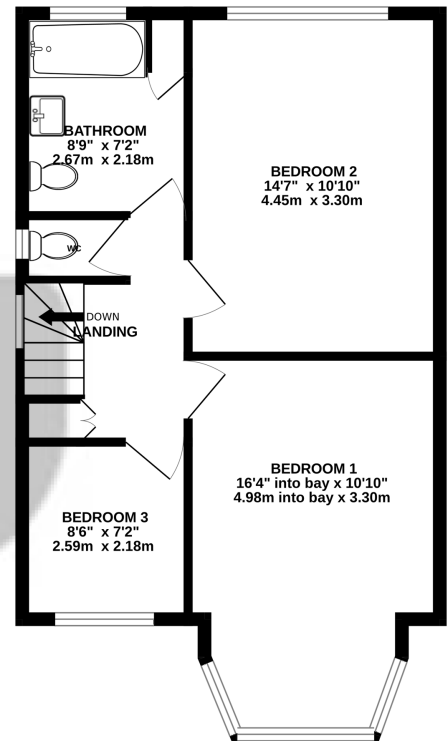 BATHROOM
8'9" x 7'2"
2.67m x 2.18m
BEDROOM 2
14'7" x 10'10"
4.45m x 3.30m
WC
DOWN
LANDING
BEDROOM 1
16'4" into bay x 10'10"
4.98m into bay x 3.30m
BEDROOM 3
8'6" x 7'2"
2.59m x 2.18m